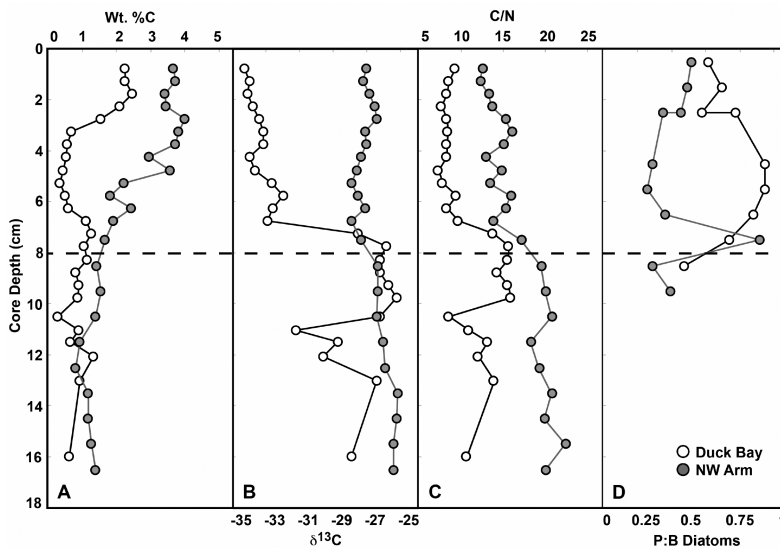 Wt. %C
C/N
0 1 2 3 4 5
5 10 15 20 25
0
2
4
6
8
10
12
14
16
18
Core Depth (cm)
A
B
C
D
Duck Bay
NW Arm
-35 -33 -31 -29 -27 -25
δ13C
0 0.25 0.5 0.75 1
P:B Diatoms